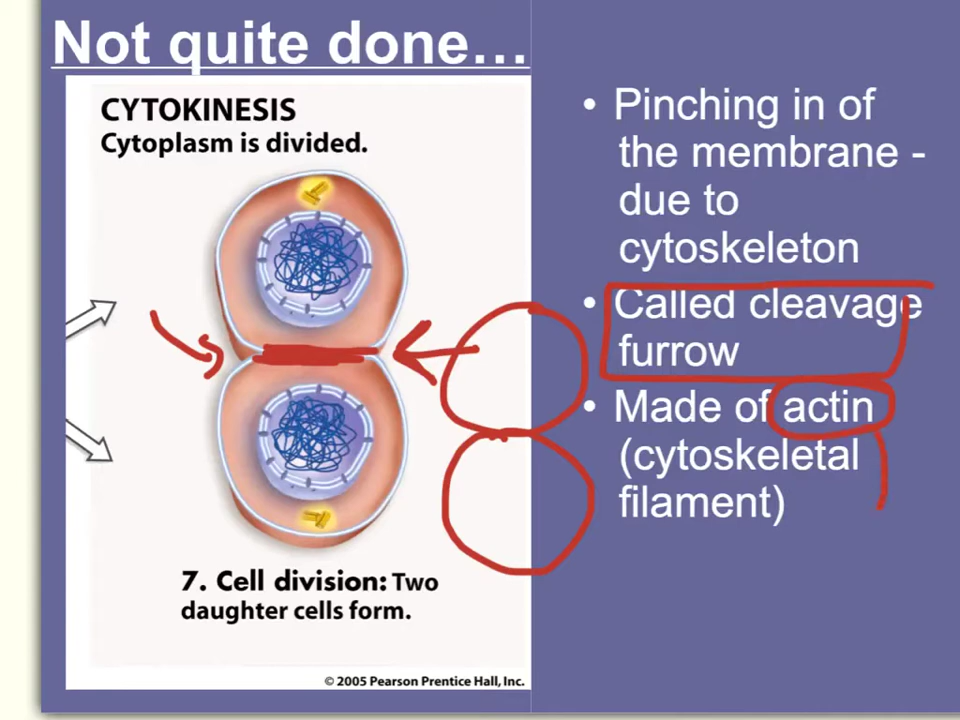 Not quite done…
CYTOKINESIS
Cytoplasm is divided.
7. Cell division: Two
daughter cells form.
© 2005 Pearson Prentice Hall, Inc.
• Pinching in of
the membrane -
due to
cytoskeleton
• Called cleavage
furrow
• Made of actin
(cytoskeletal
filament)